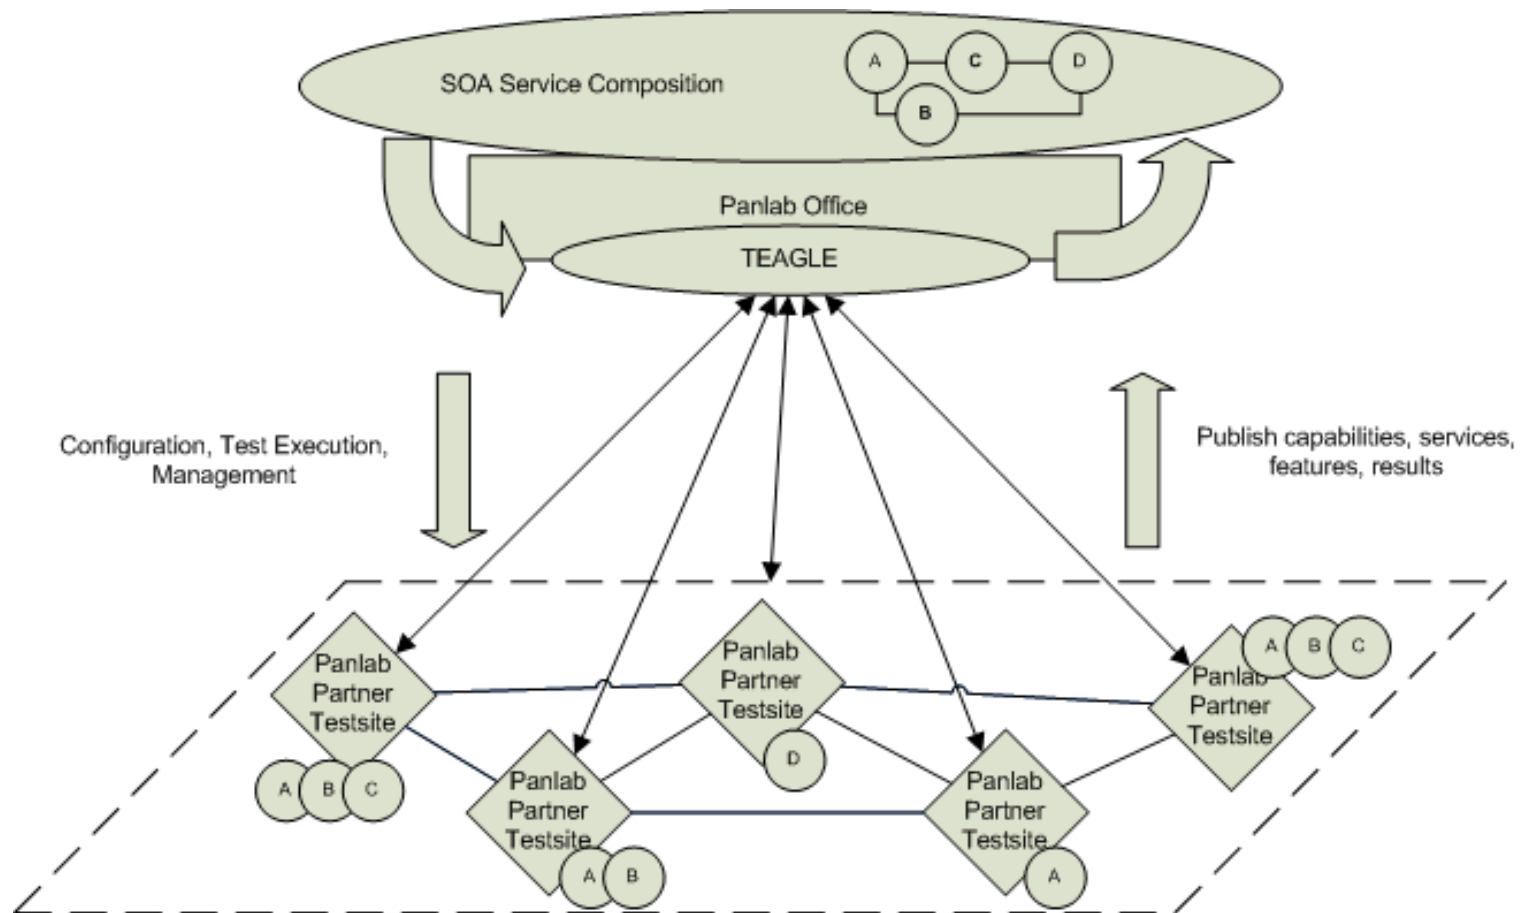 SOA Service Composition
A
C
D
B
Panlab Office
TEAGLE
Configuration, Test Execution,
Management
Publish capabilities, services,
features, results
Panlab
Partner
Testsite
A
B
C
Panlab
Partner
Testsite
A
B
Panlab
Partner
Testsite
D
Panlab
Partner
Testsite
A
Panlab
Partner
Testsite
A
B
C